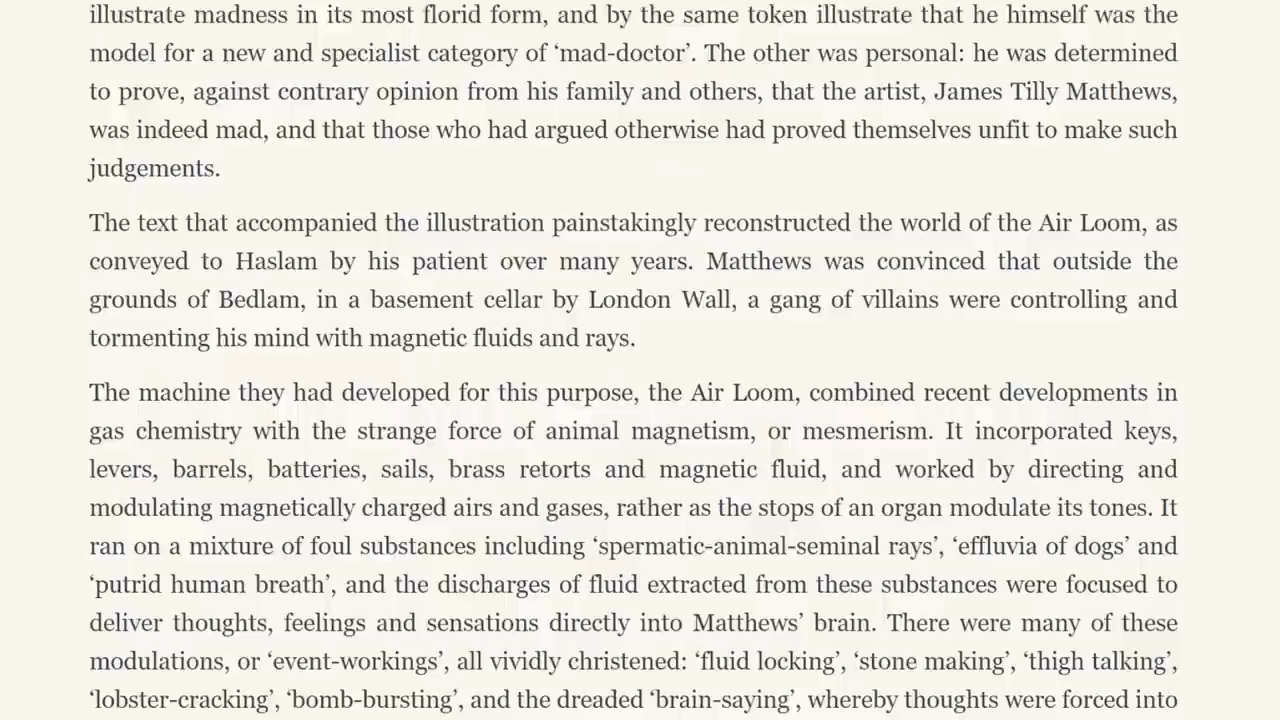 illustrate madness in its most florid form, and by the same token illustrate that he himself was the
model for a new and specialist category of ‘mad-doctor’. The other was personal: he was determined
to prove, against contrary opinion from his family and others, that the artist, James Tilly Matthews,
was indeed mad, and that those who had argued otherwise had proved themselves unfit to make such
judgements.
The text that accompanied the illustration painstakingly reconstructed the world of the Air Loom, as
conveyed to Haslam by his patient over many years. Matthews was convinced that outside the
grounds of Bedlam, in a basement cellar by London Wall, a gang of villains were controlling and
tormenting his mind with magnetic fluids and rays.
The machine they had developed for this purpose, the Air Loom, combined recent developments in
gas chemistry with the strange force of animal magnetism, or mesmerism. It incorporated keys,
levers, barrels, batteries, sails, brass retorts and magnetic fluid, and worked by directing and
modulating magnetically charged airs and gases, rather as the stops of an organ modulate its tones. It
ran on a mixture of foul substances including ‘spermatic-animal-seminal rays’, ‘effluvia of dogs’ and
‘putrid human breath’, and the discharges of fluid extracted from these substances were focused to
deliver thoughts, feelings and sensations directly into Matthews’ brain. There were many of these
modulations, or ‘event-workings’, all vividly christened: ‘fluid locking’, ‘stone making’, ‘thigh talking’,
‘lobster-cracking’, ‘bomb-bursting’, and the dreaded ‘brain-saying’, whereby thoughts were forced into